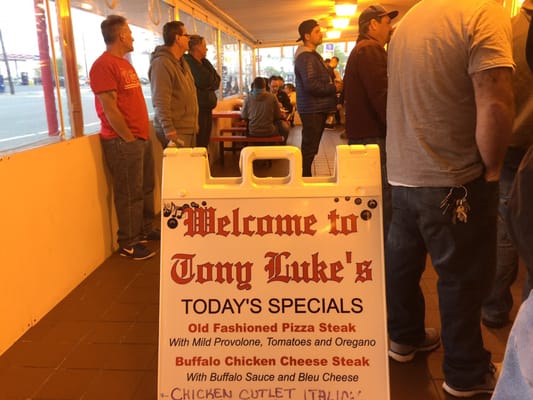 Welcome to
Tony Luke's
TODAY'S SPECIALS
Old Fashioned Pizza Steak
With Mild Provolone, Tomatoes and Oregano
Buffalo Chicken Cheese Steak
With Buffalo Sauce and Bleu Cheese
CHICKEN CUTLET ITALIAN